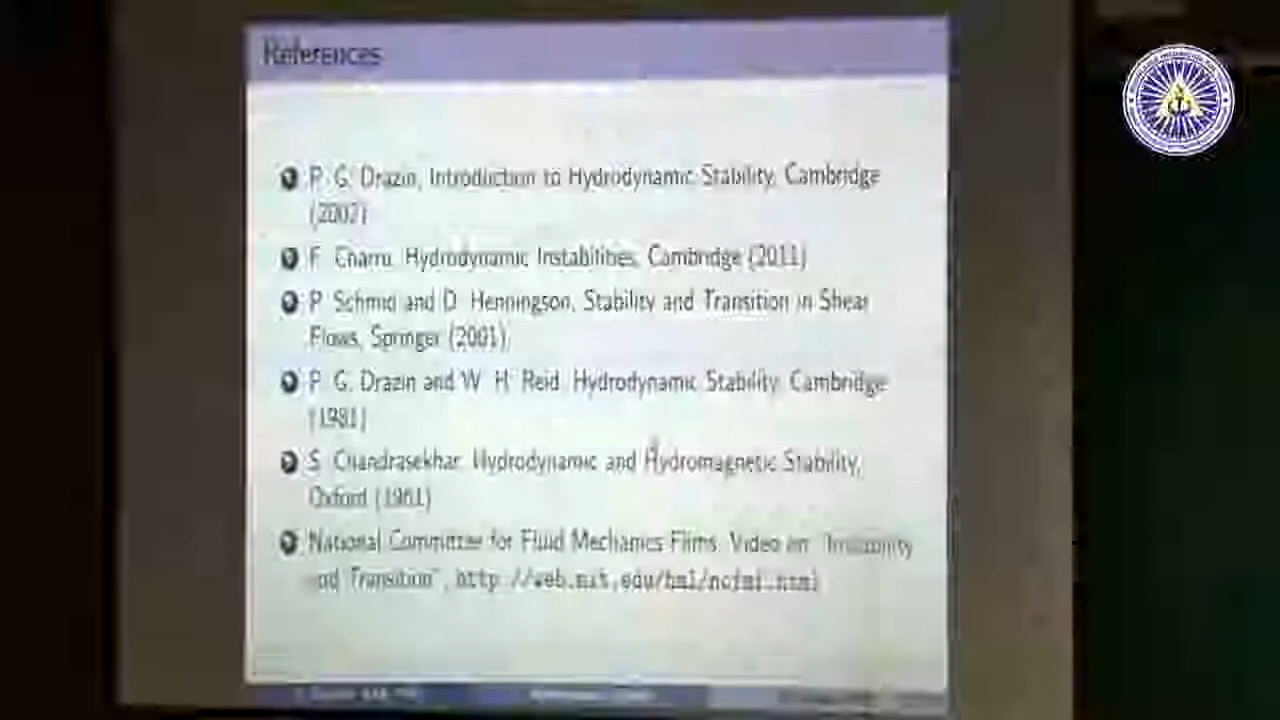 References
P. G. Drazin, Introduction to Hydrodynamic Stability, Cambridge
(2002)
F. Charru, Hydrodynamic Instabilities, Cambridge (2011)
P. Schmid and D. Henningson, Stability and Transition in Shear
Flows, Springer (2001)
P. G. Drazin and W. H. Reid, Hydrodynamic Stability, Cambridge
(1981)
S. Chandrasekhar, Hydrodynamic and Hydromagnetic Stability,
Oxford (1961)
National Committee for Fluid Mechanics Films, Video on "Instability
and Transition", http://web.mit.edu/hml/ncfmf.html